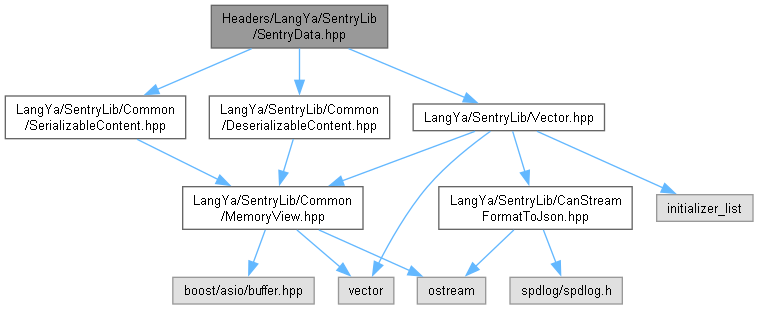 Headers/LangYa/SentryLib
/SentryData.hpp
LangYa/SentryLib/Common
/SerializableContent.hpp
LangYa/SentryLib/Common
/DeserializableContent.hpp
LangYa/SentryLib/Vector.hpp
LangYa/SentryLib/Common
/MemoryView.hpp
LangYa/SentryLib/CanStream
FormatToJson.hpp
initializer_list
boost/asio/buffer.hpp
vector
ostream
spdlog/spdlog.h